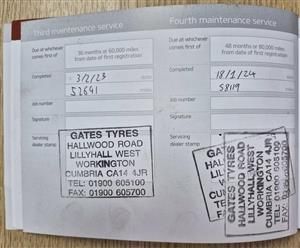 Third maintenance service
Due at whichever
comes first of
36 months or 60,000 miles
from date of first registration
Completed
3/2/23
date
52641
miles
Job number
Signature
Servicing
dealer stamp
GATES TYRES
HALLWOOD ROAD
LILLYHALL WEST
WORKINGTON
CUMBRIA CA14 4JR
TEL: 01900 605100
FAX: 01900 605700
Fourth maintenance service
Due at whichever
comes first of
48 months or 80,000 miles
from date of first registration
Completed
18/1/24
58119
Job number
Signature
Servicing
dealer stamp
GATES TYRES
HALLWOOD ROAD
LILLYHALL WEST
WORKINGTON
CUMBRIA CA14 4JR
TEL: 01900 605100
FAX: 01900 605700